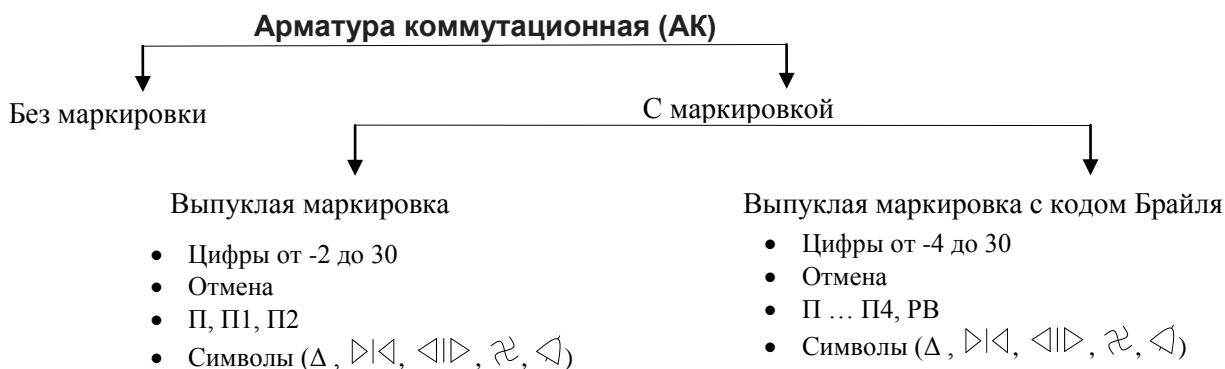 Арматура коммутационная (АК)
Без маркировки
С маркировкой
Выпуклая маркировка
• Цифры от -2 до 30
• Отмена
• П, П1, П2
• Символы (Δ , ▷|◁, ◁||▷, , )
Выпуклая маркировка с кодом Брайля
• Цифры от -4 до 30
• Отмена
• П … П4, РВ
• Символы (Δ , ▷|◁, ◁||▷, , )